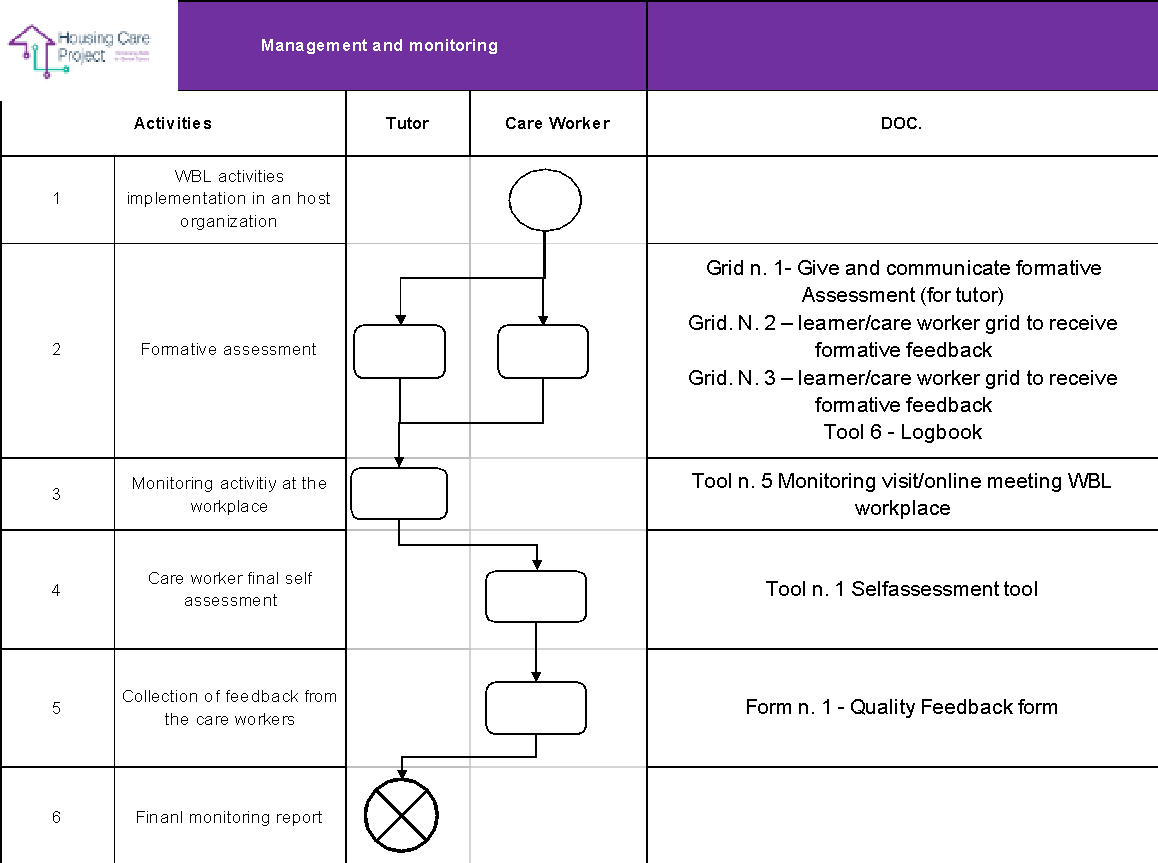 Housing Care
Project
Management and monitoring
Activities
Tutor
Care Worker
DOC.
1
WBL activities
implementation in an host
organization
2
Formative assessment
Grid n. 1- Give and communicate formative
Assessment (for tutor)
Grid. N. 2 – learner/care worker grid to receive
formative feedback
Grid. N. 3 – learner/care worker grid to receive
formative feedback
Tool 6 - Logbook
3
Monitoring activitiy at the
workplace
Tool n. 5 Monitoring visit/online meeting WBL
workplace
4
Care worker final self
assessment
Tool n. 1 Selfassessment tool
5
Collection of feedback from
the care workers
Form n. 1 - Quality Feedback form
6
Finanl monitoring report